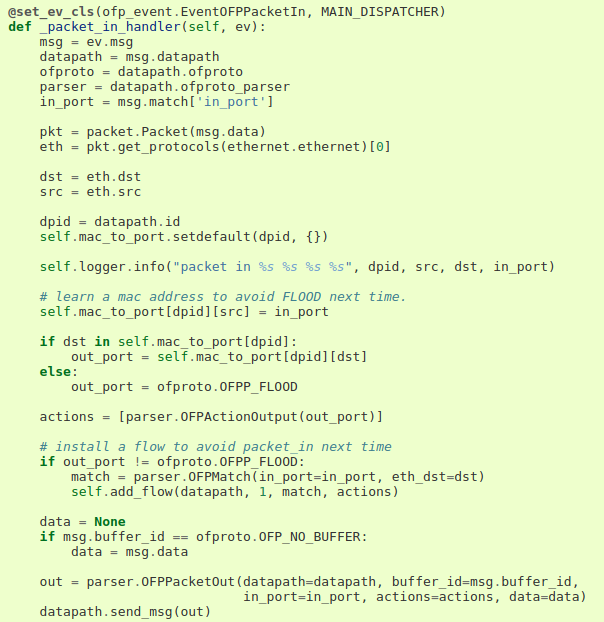 @set_ev_cls(ofp_event.EventOFPPacketIn, MAIN_DISPATCHER)
def _packet_in_handler(self, ev):
    msg = ev.msg
    datapath = msg.datapath
    ofproto = datapath.ofproto
    parser = datapath.ofproto_parser
    in_port = msg.match['in_port']

    pkt = packet.Packet(msg.data)
    eth = pkt.get_protocols(ethernet.ethernet)[0]

    dst = eth.dst
    src = eth.src

    dpid = datapath.id
    self.mac_to_port.setdefault(dpid, {})

    self.logger.info("packet in %s %s %s %s", dpid, src, dst, in_port)

    # learn a mac address to avoid FLOOD next time.
    self.mac_to_port[dpid][src] = in_port

    if dst in self.mac_to_port[dpid]:
        out_port = self.mac_to_port[dpid][dst]
    else:
        out_port = ofproto.OFPP_FLOOD

    actions = [parser.OFPActionOutput(out_port)]

    # install a flow to avoid packet_in next time
    if out_port != ofproto.OFPP_FLOOD:
        match = parser.OFPMatch(in_port=in_port, eth_dst=dst)
        self.add_flow(datapath, 1, match, actions)

    data = None
    if msg.buffer_id == ofproto.OFP_NO_BUFFER:
        data = msg.data

    out = parser.OFPPacketOut(datapath=datapath, buffer_id=msg.buffer_id,
                              in_port=in_port, actions=actions, data=data)
    datapath.send_msg(out)